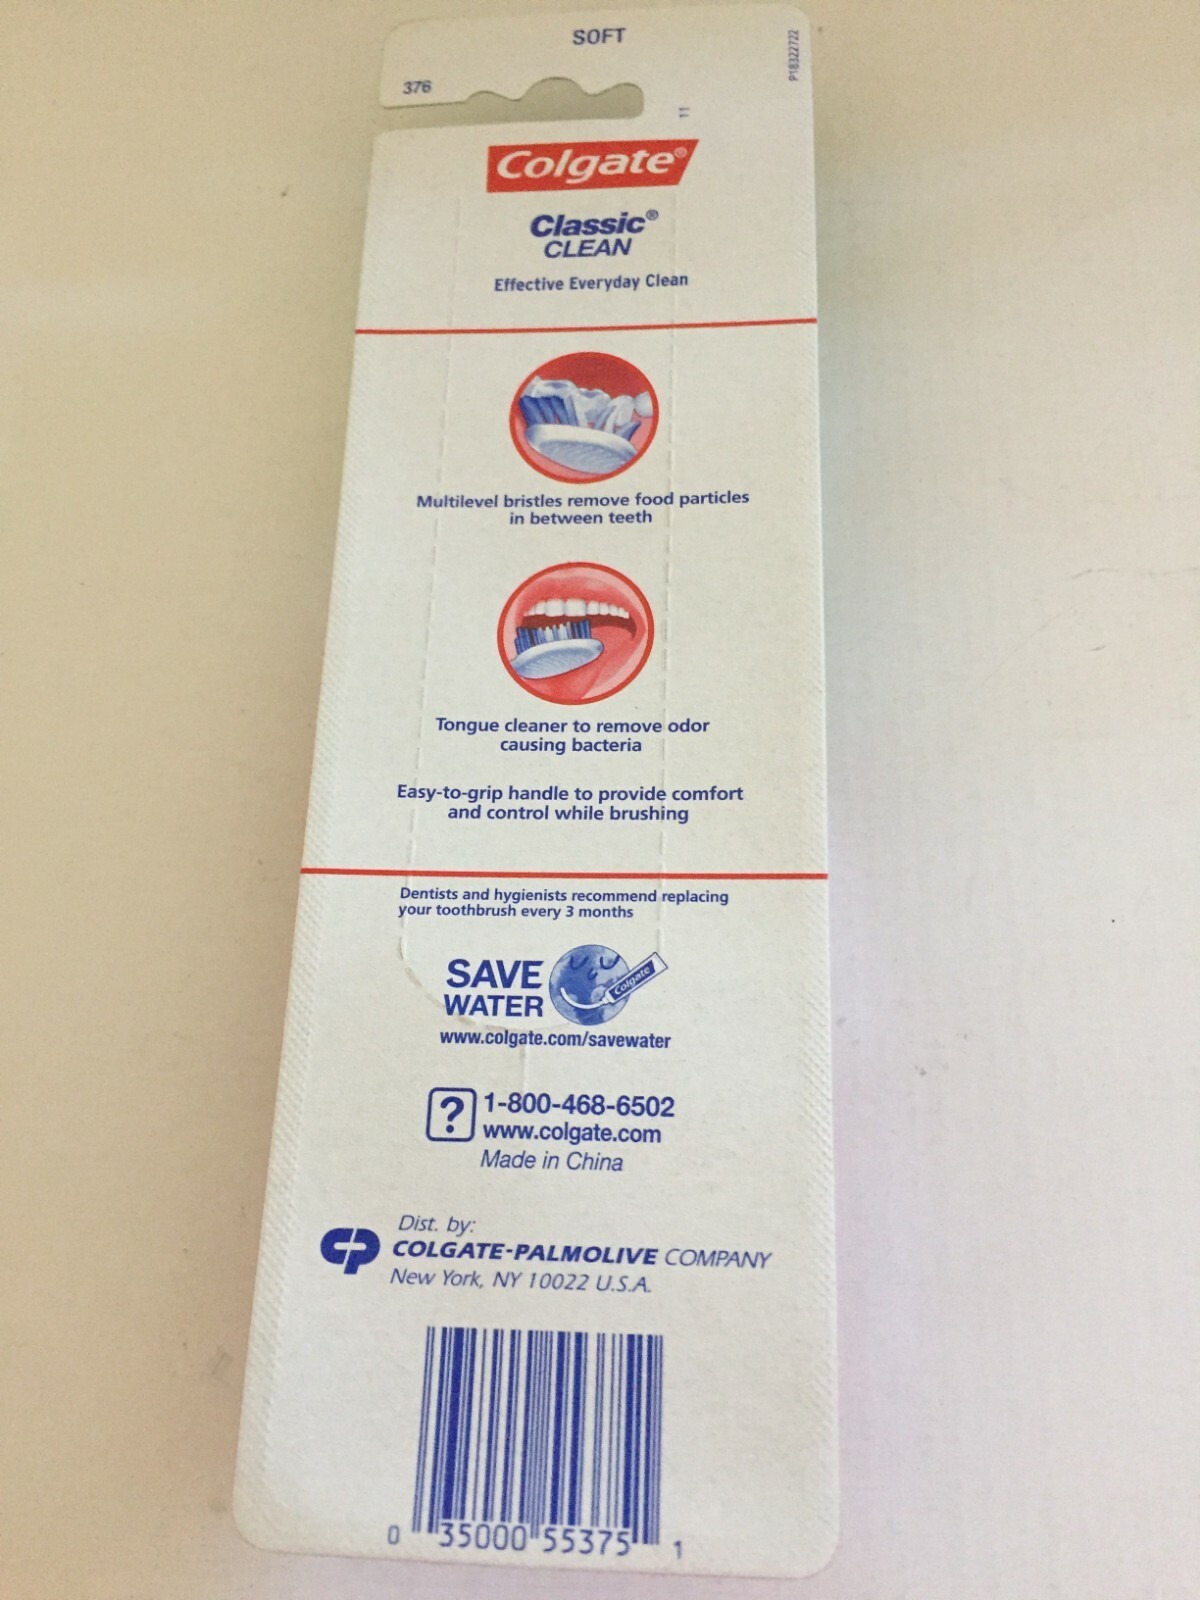 SOFT
P18322722
376
11
Colgate®
Classic®
CLEAN
Effective Everyday Clean
Multilevel bristles remove food particles
in between teeth
Tongue cleaner to remove odor
causing bacteria
Easy-to-grip handle to provide comfort
and control while brushing
Dentists and hygienists recommend replacing
your toothbrush every 3 months
SAVE
WATER
Colgate
www.colgate.com/savewater
? 1-800-468-6502
www.colgate.com
Made in China
Dist. by:
CP COLGATE-PALMOLIVE COMPANY
New York, NY 10022 U.S.A.
0 35000 55375 1